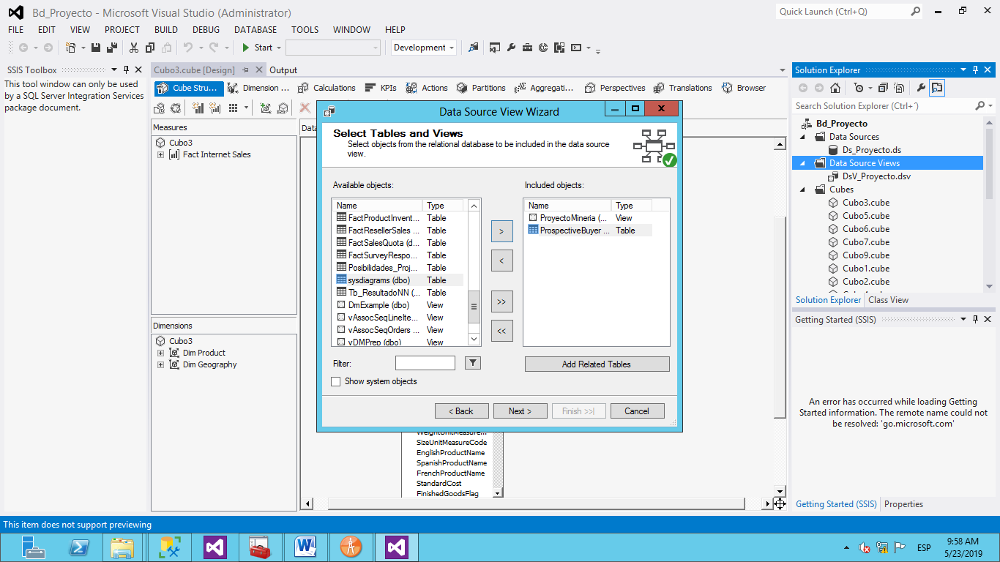 Bd_Proyecto - Microsoft Visual Studio (Administrator)
Quick Launch (Ctrl+Q)
FILE EDIT VIEW PROJECT BUILD DEBUG DATABASE TOOLS WINDOW HELP
Start
Development
SSIS Toolbox
This tool window can only be used
by a SQL Server Integration Services
package document.
Cubo3.cube [Design]
Output
Cube Stru...
Dimension ...
Calculations
KPIs
Actions
Partitions
Aggregati...
Perspectives
Translations
Browser
Measures
Cubo3
Fact Internet Sales
Dimensions
Cubo3
Dim Product
Dim Geography
Data
Data Source View Wizard
X
Select Tables and Views
Select objects from the relational database to be included in the data source
view.
Available objects:
Name Type
FactProductInvent... Table
FactResellerSales Table
FactSalesQuota (d... Table
FactSurveyRespo... Table
Posibilidades_Proj... Table
sysdiagrams (dbo) Table
Tb_ResultadoNN (... Table
DmExample (dbo) View
vAssocSeqLineIte... View
vAssocSeqOrders ... View
vDMPrep (dbo) View
>
<
>>
<<
Included objects:
Name Type
ProyectoMineria (... View
ProspectiveBuyer ... Table
Filter:
Add Related Tables
Show system objects
< Back
Next >
Finish >>|
Cancel
WeightUnitMeasure...
SizeUnitMeasureCode
EnglishProductName
SpanishProductName
FrenchProductName
StandardCost
FinishedGoodsFlag
Solution Explorer
Search Solution Explorer (Ctrl+´)
Bd_Proyecto
Data Sources
Ds_Proyecto.ds
Data Source Views
DsV_Proyecto.dsv
Cubes
Cubo3.cube
Cubo5.cube
Cubo6.cube
Cubo7.cube
Cubo9.cube
Cubo1.cube
Cubo2.cube
Solution Explorer
Class View
Getting Started (SSIS)
An error has occurred while loading Getting
Started information. The remote name could not
be resolved: 'go.microsoft.com'
Getting Started (SSIS)
Properties
This item does not support previewing
ESP
9:58 AM
5/23/2019